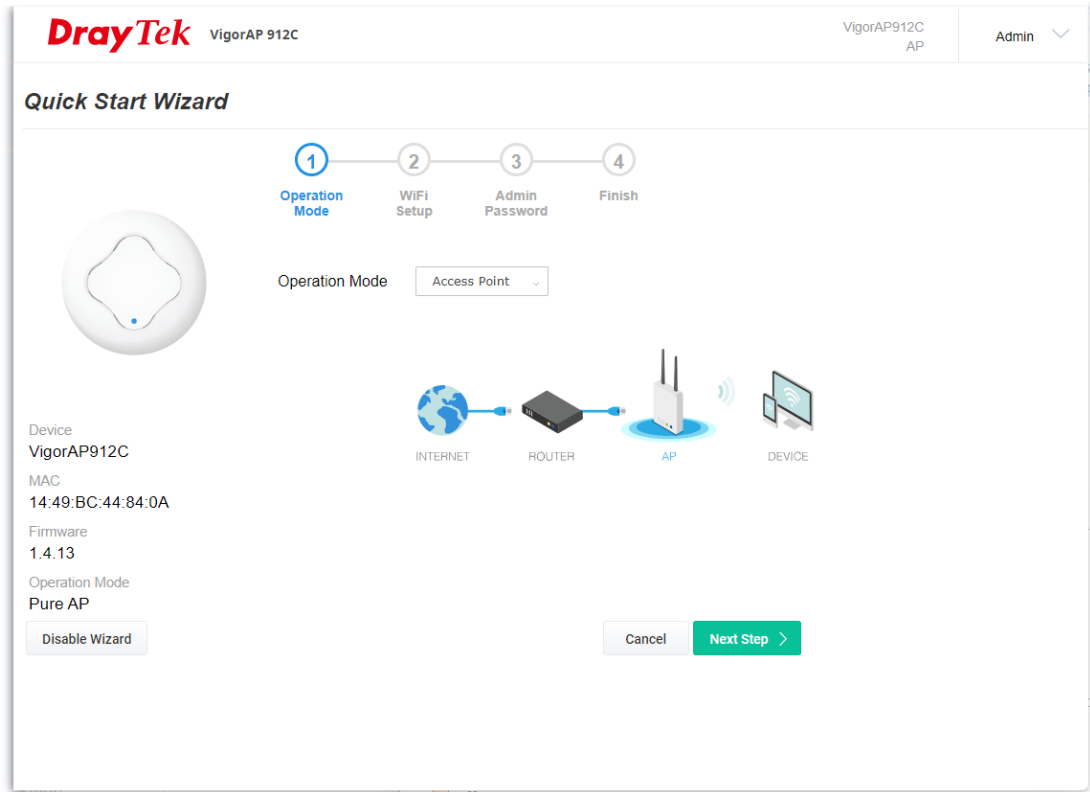 DrayTek VigorAP 912C
VigorAP912C
AP
Admin
Quick Start Wizard
1 2 3 4
Operation
Mode
WiFi
Setup
Admin
Password
Finish
Operation Mode Access Point
INTERNET ROUTER AP DEVICE
Device
VigorAP912C
MAC
14:49:BC:44:84:0A
Firmware
1.4.13
Operation Mode
Pure AP
Disable Wizard Cancel Next Step